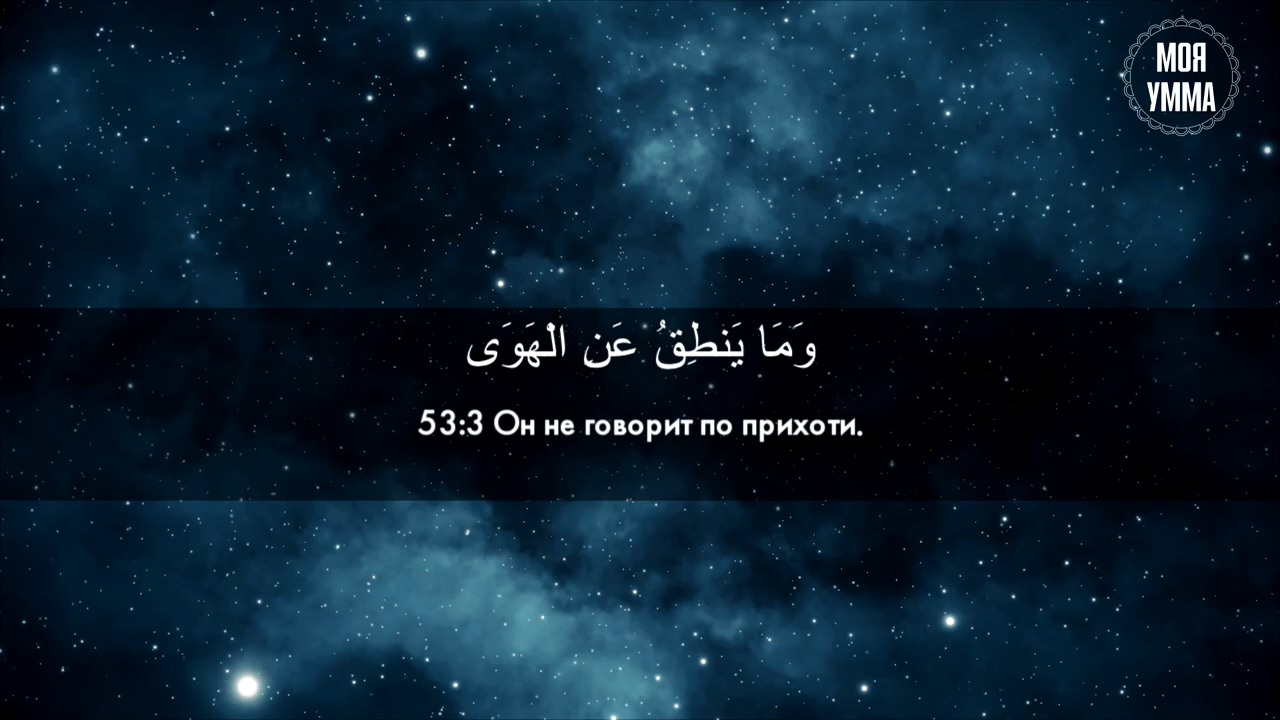 МОЯ
УММА
وَمَا يَنطِقُ عَنِ الْهَوَى
53:3 Он не говорит по прихоти.